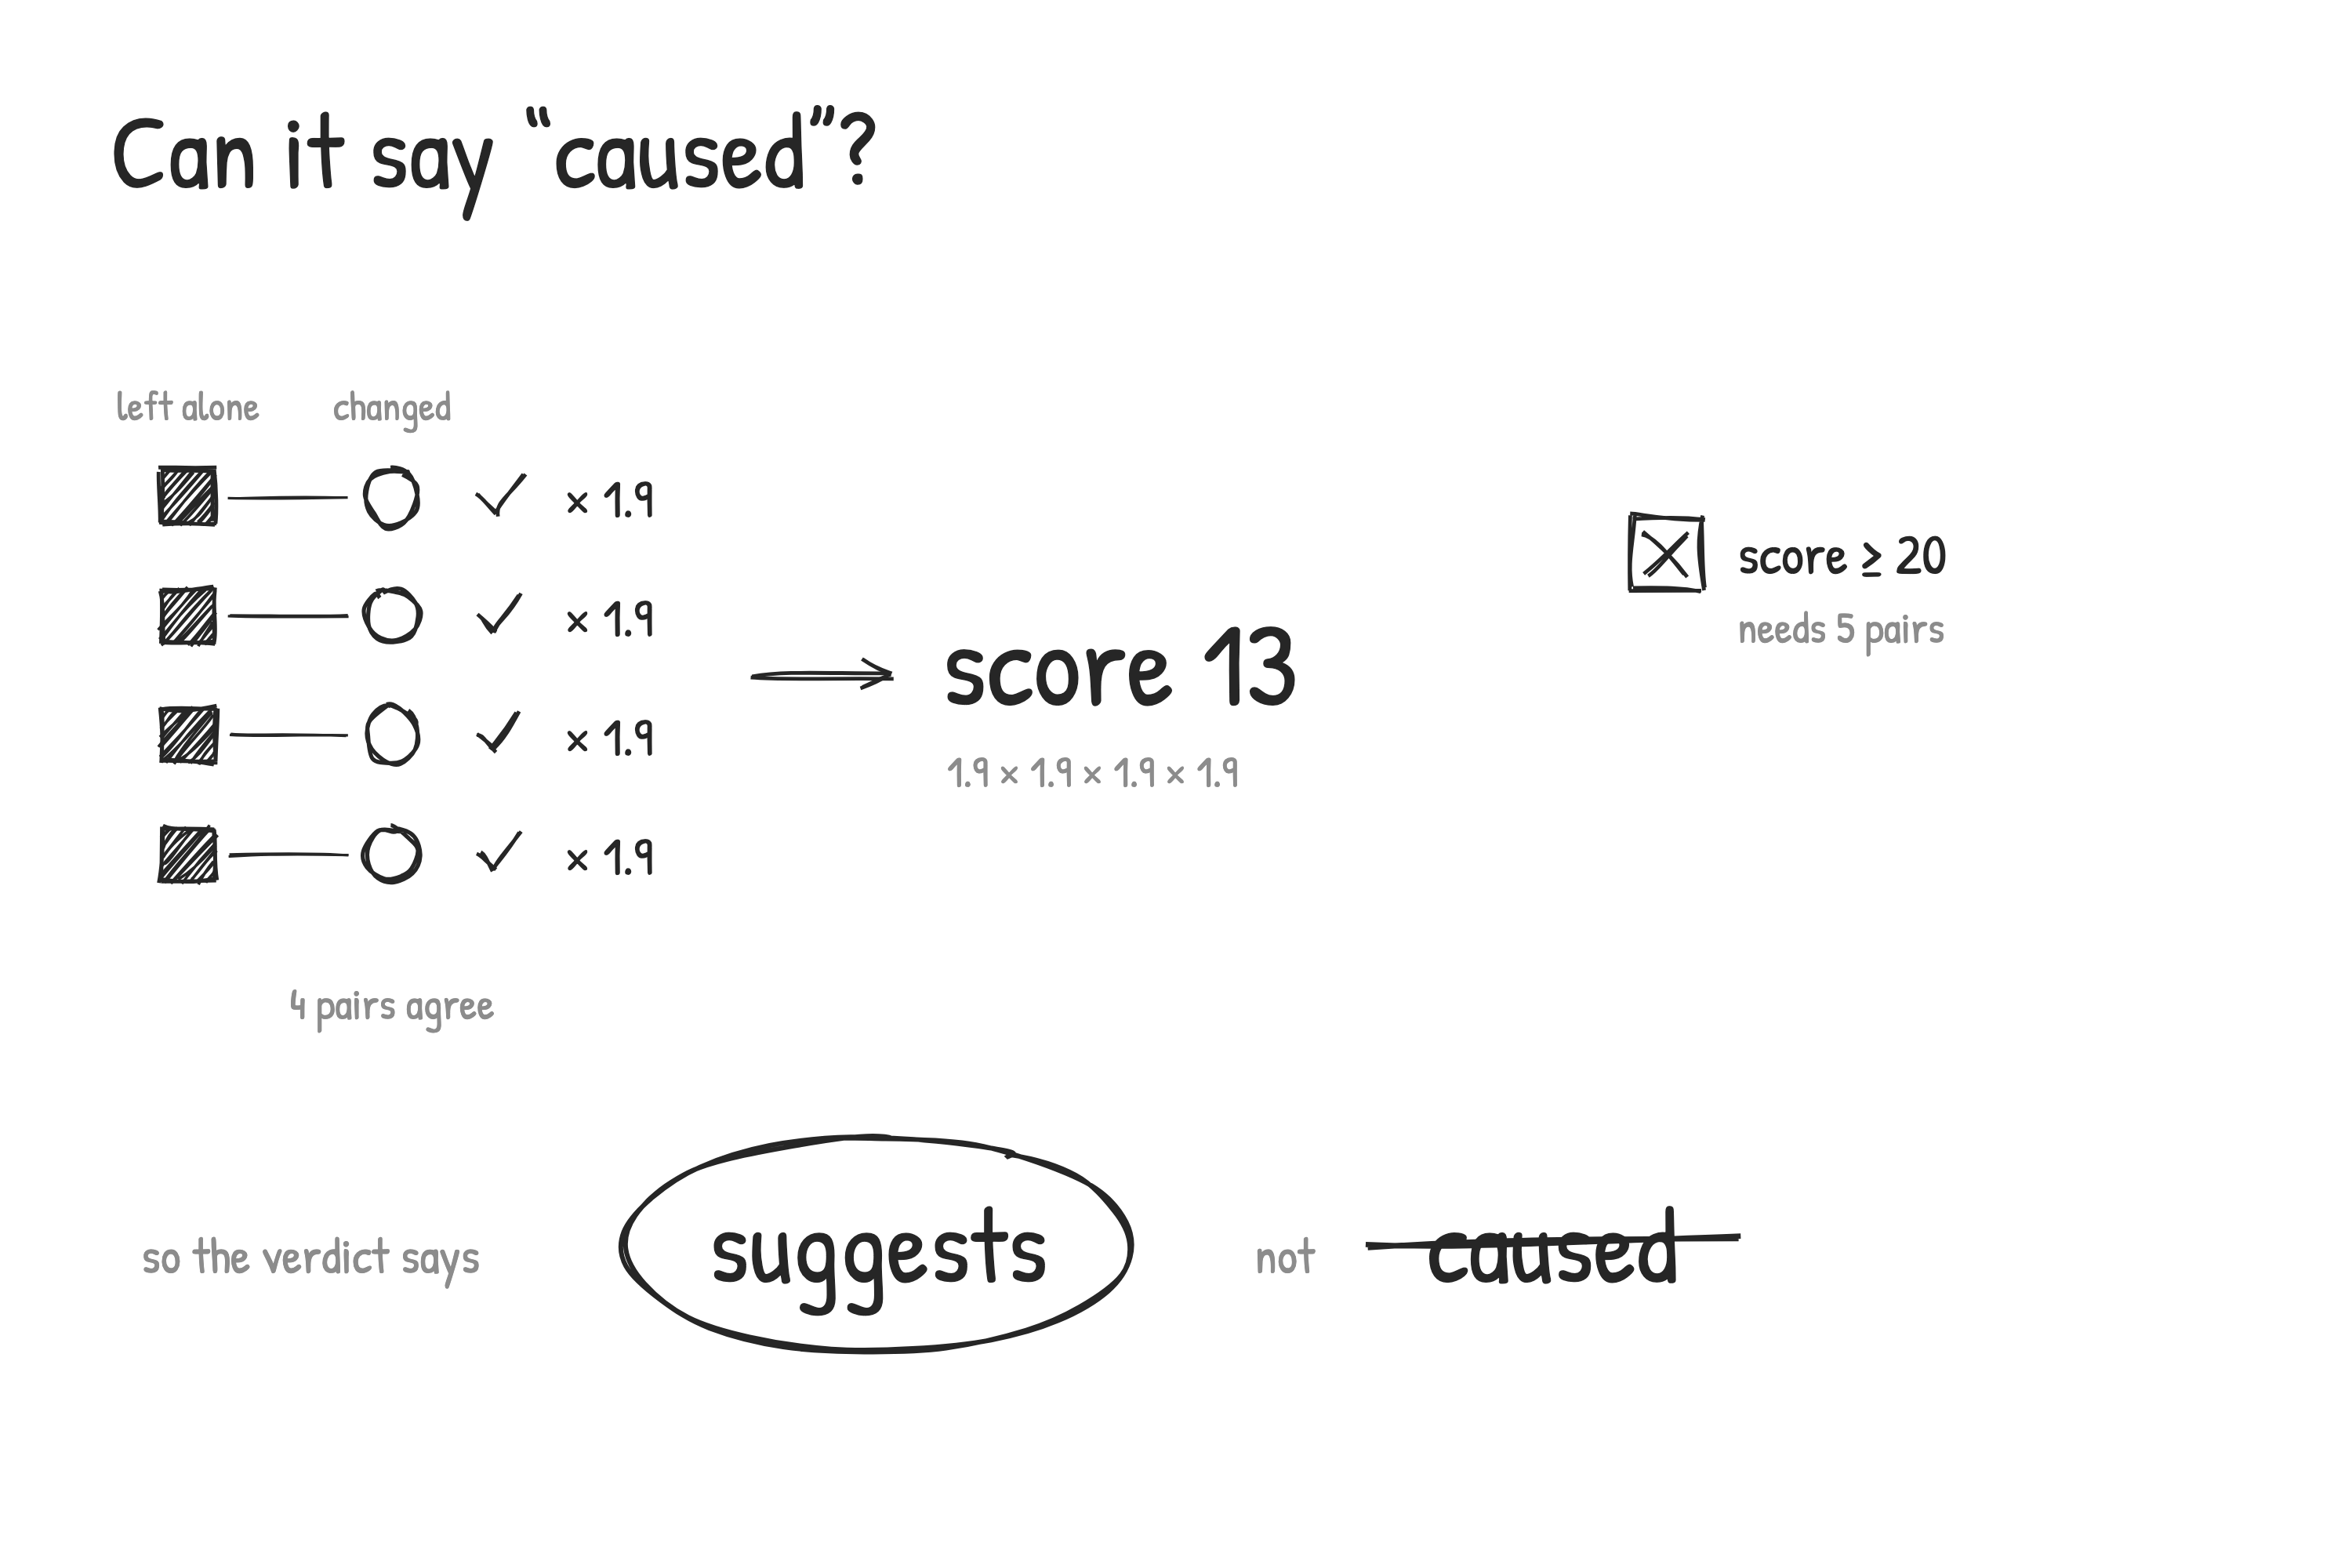 Can it say “caused”?
left alone changed
× 1.9
× 1.9
× 1.9
× 1.9
4 pairs agree
score 13
1.9 × 1.9 × 1.9 × 1.9
score ≥ 20
needs 5 pairs
so the verdict says suggests not caused